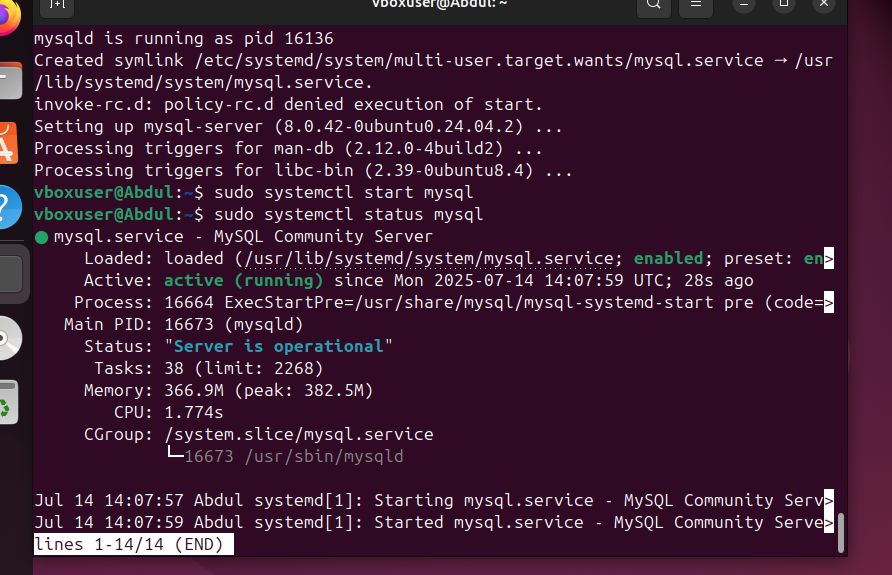 vboxuser@Abdul: ~
mysqld is running as pid 16136
Created symlink /etc/systemd/system/multi-user.target.wants/mysql.service → /usr
/lib/systemd/system/mysql.service.
invoke-rc.d: policy-rc.d denied execution of start.
Setting up mysql-server (8.0.42-0ubuntu0.24.04.2) ...
Processing triggers for man-db (2.12.0-4build2) ...
Processing triggers for libc-bin (2.39-0ubuntu8.4) ...
vboxuser@Abdul:~$ sudo systemctl start mysql
vboxuser@Abdul:~$ sudo systemctl status mysql
● mysql.service - MySQL Community Server
Loaded: loaded (/usr/lib/systemd/system/mysql.service; enabled; preset: en>
Active: active (running) since Mon 2025-07-14 14:07:59 UTC; 28s ago
Process: 16664 ExecStartPre=/usr/share/mysql/mysql-systemd-start pre (code=>
Main PID: 16673 (mysqld)
Status: "Server is operational"
Tasks: 38 (limit: 2268)
Memory: 366.9M (peak: 382.5M)
CPU: 1.774s
CGroup: /system.slice/mysql.service
└─16673 /usr/sbin/mysqld
Jul 14 14:07:57 Abdul systemd[1]: Starting mysql.service - MySQL Community Serv>
Jul 14 14:07:59 Abdul systemd[1]: Started mysql.service - MySQL Community Serve>
lines 1-14/14 (END)